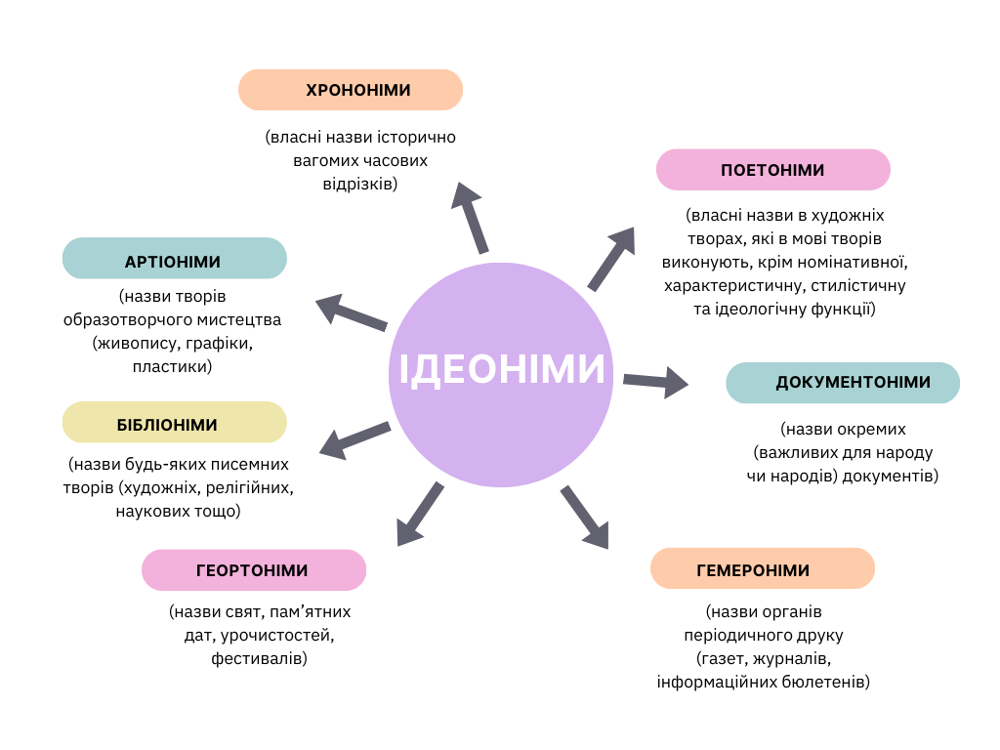 ХРОНОНІМИ
(власні назви історично
вагомих часових
відрізків)
ПОЕТОНІМИ
(власні назви в художніх
творах, які в мові творів
виконують, крім номінативної,
характеристичну, стилістичну
та ідеологічну функції)
АРТІОНІМИ
(назви творів
образотворчого мистецтва
(живопису, графіки,
пластики)
ІДЕОНІМИ
ДОКУМЕНТОНІМИ
(назви окремих
(важливих для народу
чи народів) документів)
БІБЛІОНІМИ
(назви будь-яких писемних
творів (художніх, релігійних,
наукових тощо)
ГЕОРТОНІМИ
(назви свят, пам’ятних
дат, урочистостей,
фестивалів)
ГЕМЕРОНІМИ
(назви органів
періодичного друку
(газет, журналів,
інформаційних бюлетенів)